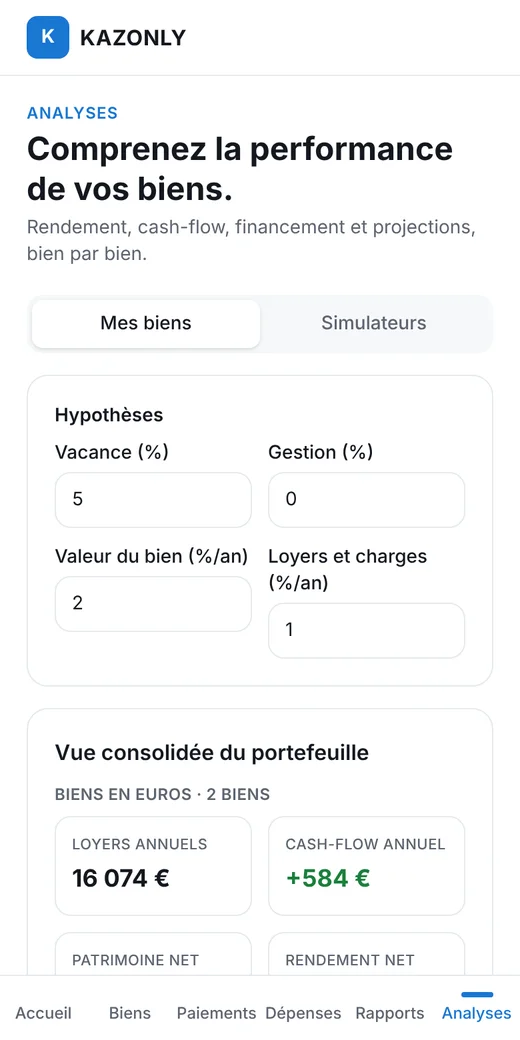 K KAZONLY
ANALYSES
Comprenez la performance
de vos biens.
Rendement, cash-flow, financement et projections,
bien par bien.
Mes biens Simulateurs
Hypothèses
Vacance (%) Gestion (%)
5 0
Valeur du bien (%/an) Loyers et charges
(%/an)
2 1
Vue consolidée du portefeuille
BIENS EN EUROS · 2 BIENS
LOYERS ANNUELS CASH-FLOW ANNUEL
16 074 € +584 €
PATRIMOINE NET RENDEMENT NET
Accueil Biens Paiements Dépenses Rapports Analyses